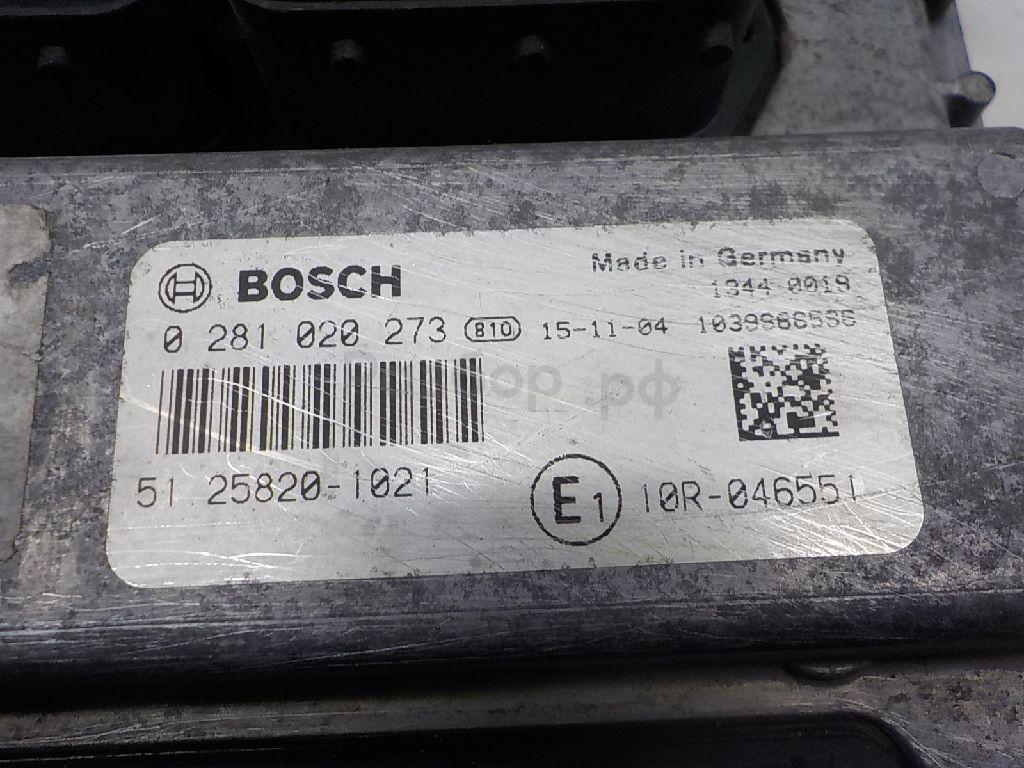 BOSCH
Made in Germany
1344 0018
0 281 020 273 810 15-11-04
51 25820-1021
E1 10R-046551